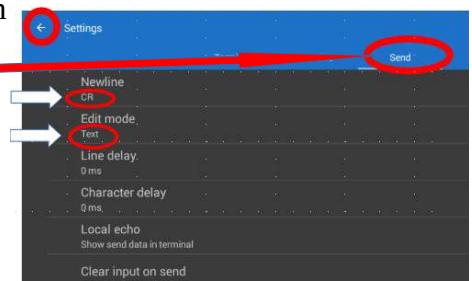 n
Settings
Send
Newline
CR
Edit mode
Text
Line delay
0 ms
Character delay
0 ms
Local echo
Show send data in terminal
Clear input on send